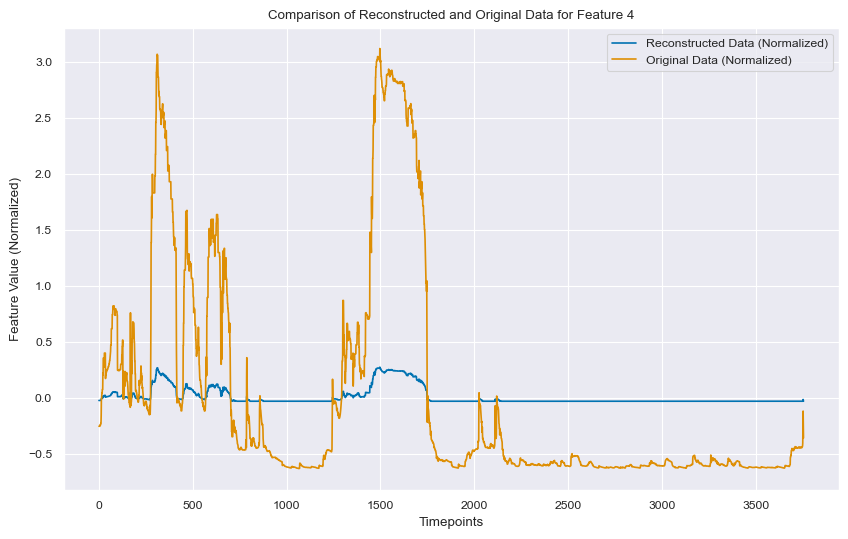 Comparison of Reconstructed and Original Data for Feature 4
Reconstructed Data (Normalized)
Original Data (Normalized)
Feature Value (Normalized)
3.0
2.5
2.0
1.5
1.0
0.5
0.0
−0.5
0 500 1000 1500 2000 2500 3000 3500
Timepoints